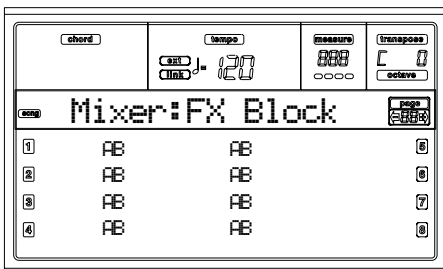 chord tempo measure transpose
ext link ♩= 120 888 C 0
octave
song Mixer:FX Block page 88
1 AB AB 5
2 AB AB 6
3 AB AB 7
4 AB AB 8